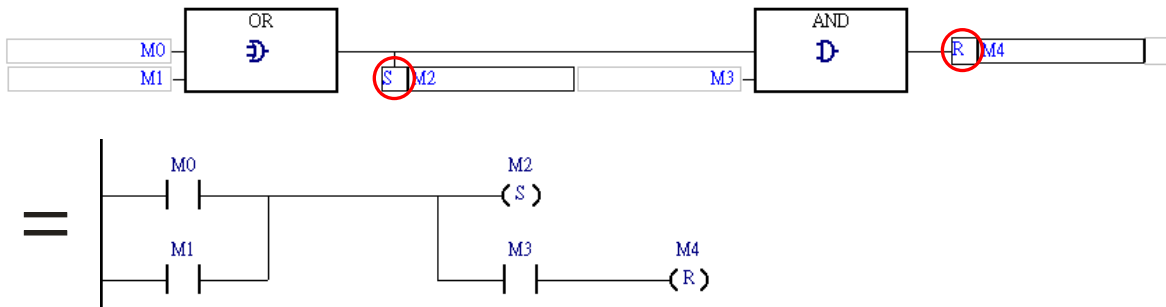 OR AND
M0 R M4
M1 S M2 M3
=
M0 M2
S
M1 M3 M4
R